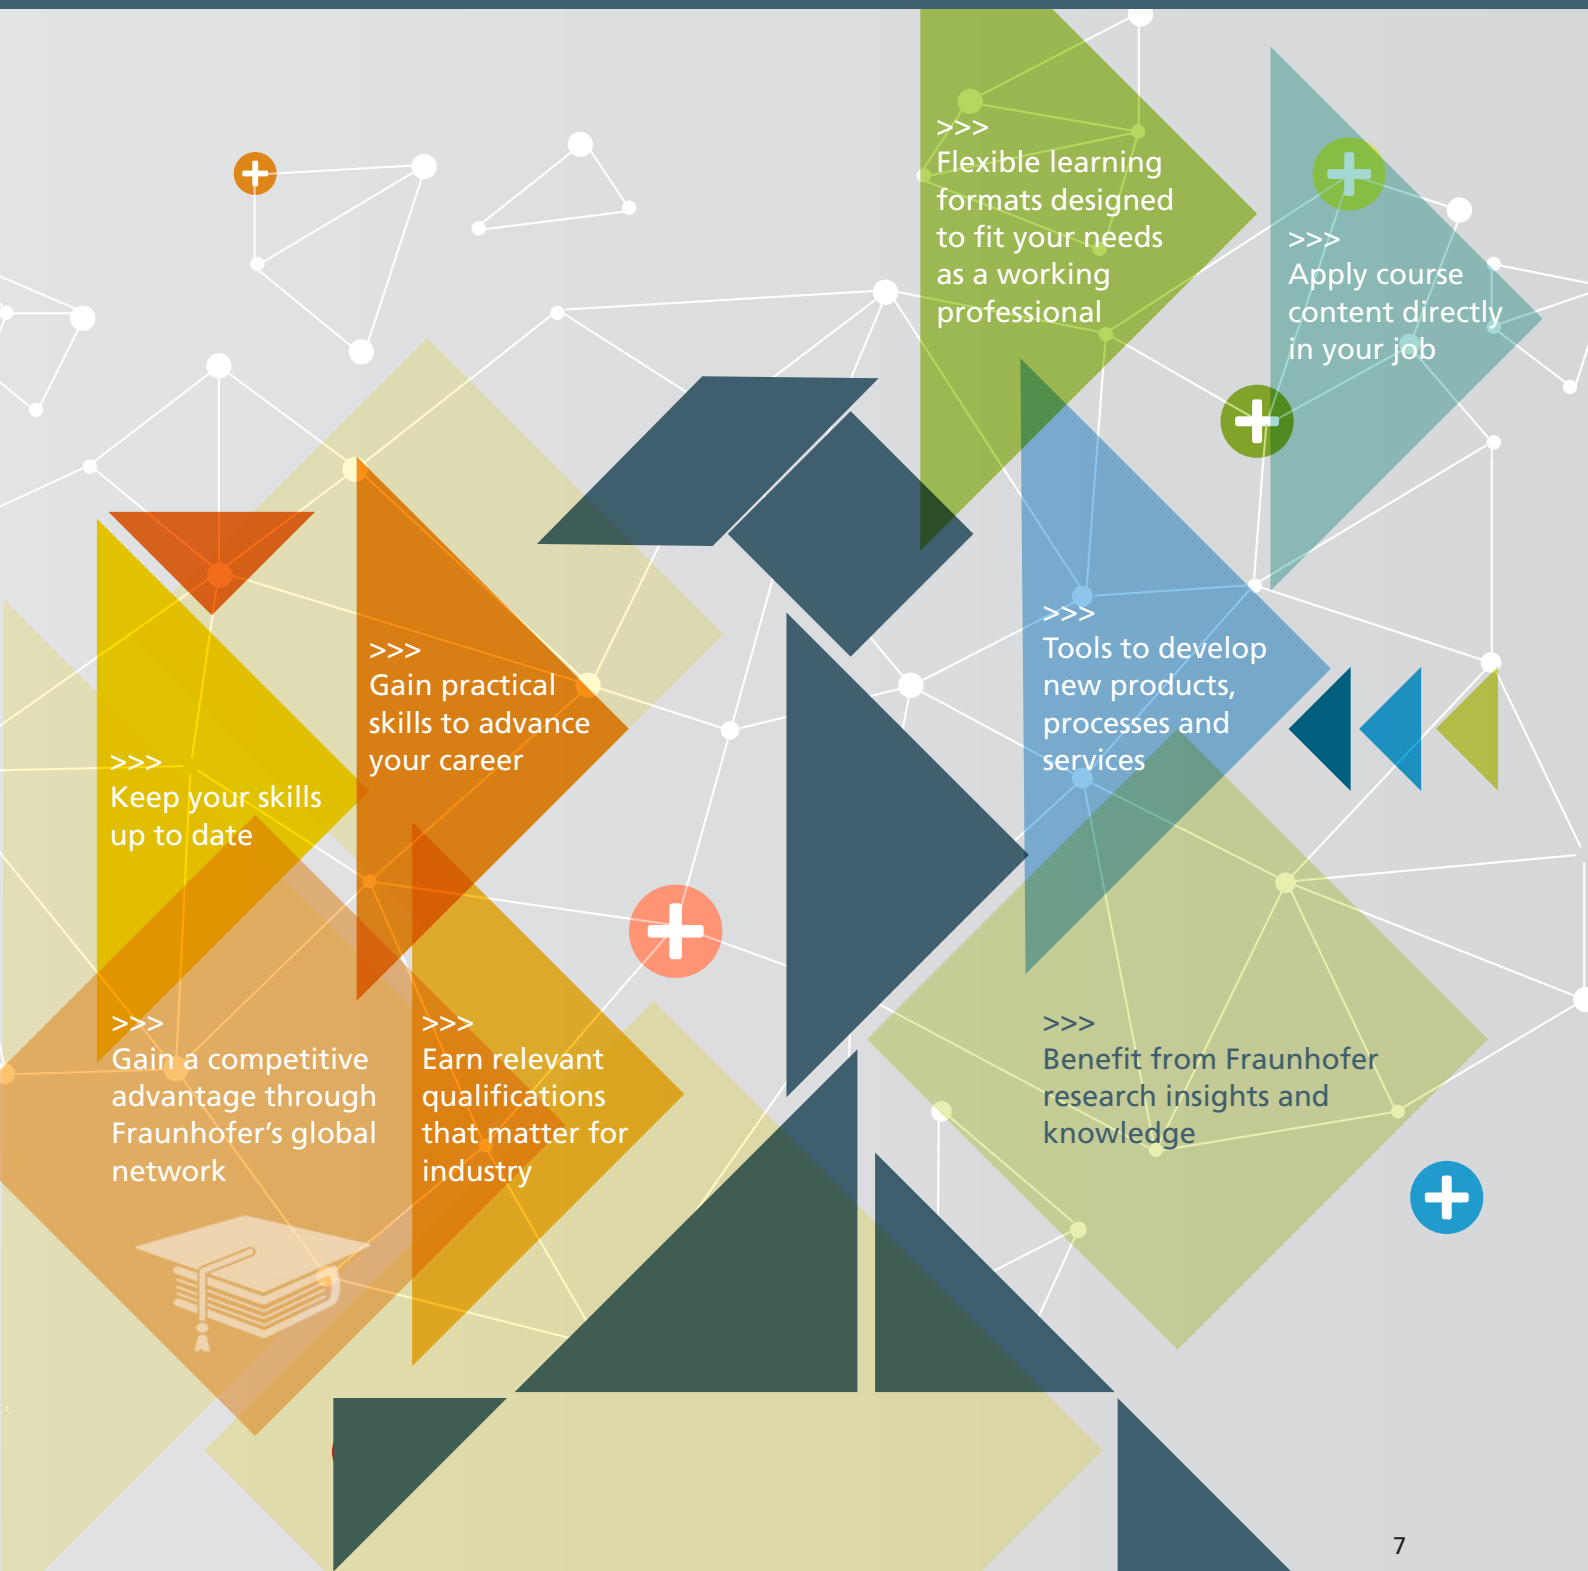 >>>
Flexible learning
formats designed
to fit your needs
as a working
professional
>>>
Apply course
content directly
in your job
>>>
Tools to develop
new products,
processes and
services
>>>
Gain practical
skills to advance
your career
>>>
Keep your skills
up to date
>>>
Gain a competitive
advantage through
Fraunhofer’s global
network
>>>
Earn relevant
qualifications
that matter for
industry
>>>
Benefit from Fraunhofer
research insights and
knowledge
7